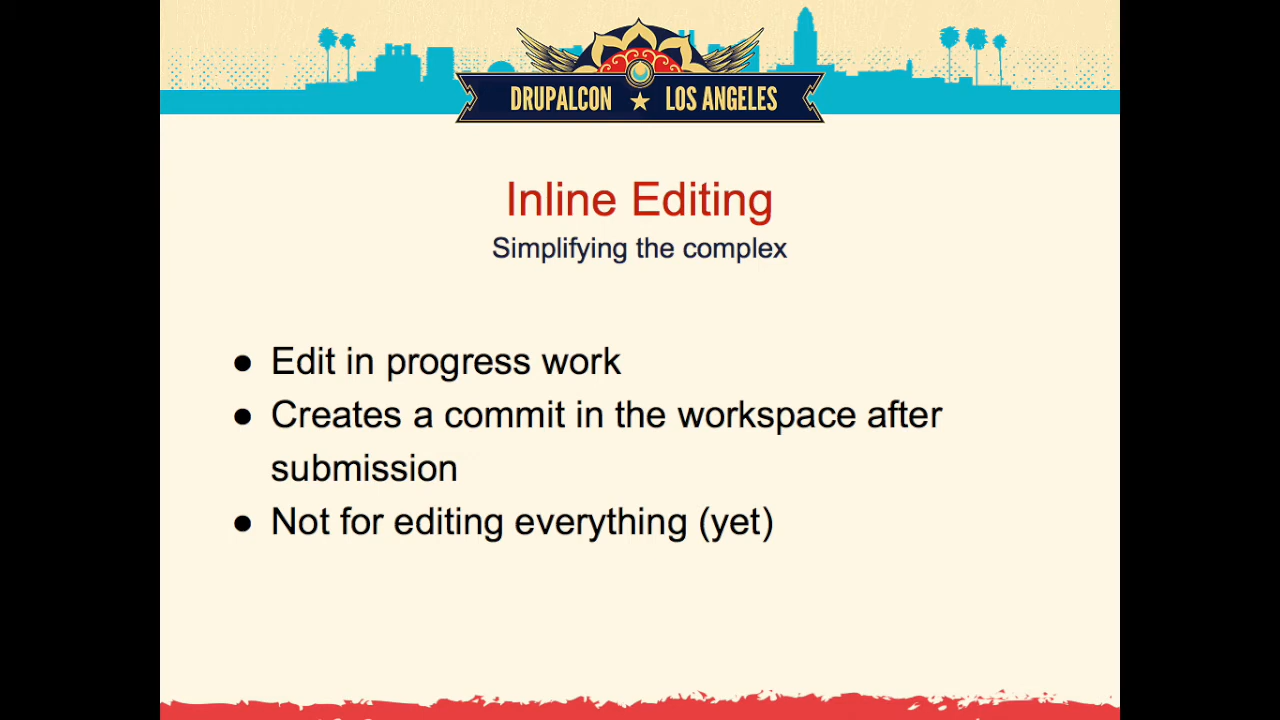 DRUPALCON ★ LOS ANGELES
Inline Editing
Simplifying the complex
● Edit in progress work
● Creates a commit in the workspace after
submission
● Not for editing everything (yet)